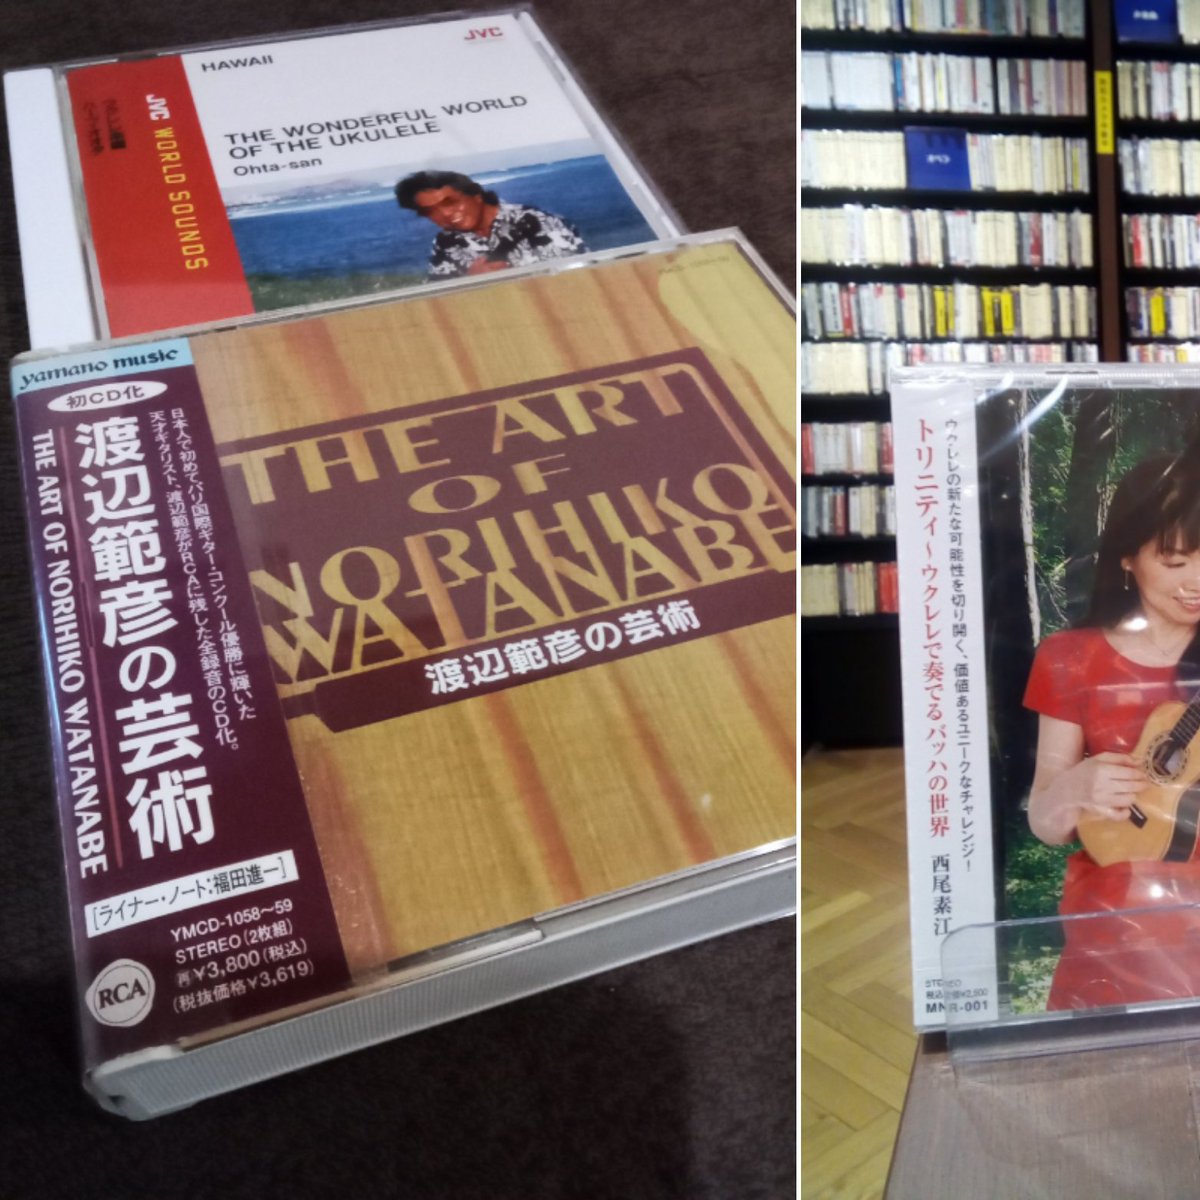 JVC
HAWAII
THE WONDERFUL WORLD
OF THE UKULELE
Ohta-san
JVC WORLD SOUNDS
yamano music
初CD化
日本人で初めてパリ国際ギター・コンクール優勝に輝いた
天才ギタリスト、渡辺範彦がRCAに残した全録音のCD化。
渡辺範彦の芸術
THE ART OF NORIHIKO WATANABE
[ライナー・ノート:福田進一]
YMCD-1058〜59
STEREO(2枚組)
再¥3,800(税込)
(税抜価格¥3,619)
RCA
THE ART
OF
NORIHIKO
WATANABE
渡辺範彦の芸術
オペラ
ウクレレの新たな可能性を切り開く、価値あるユニークなチャレンジ!
トリニティ〜ウクレレで奏でるバッハの世界
西尾素江
STEREO
MNR-001